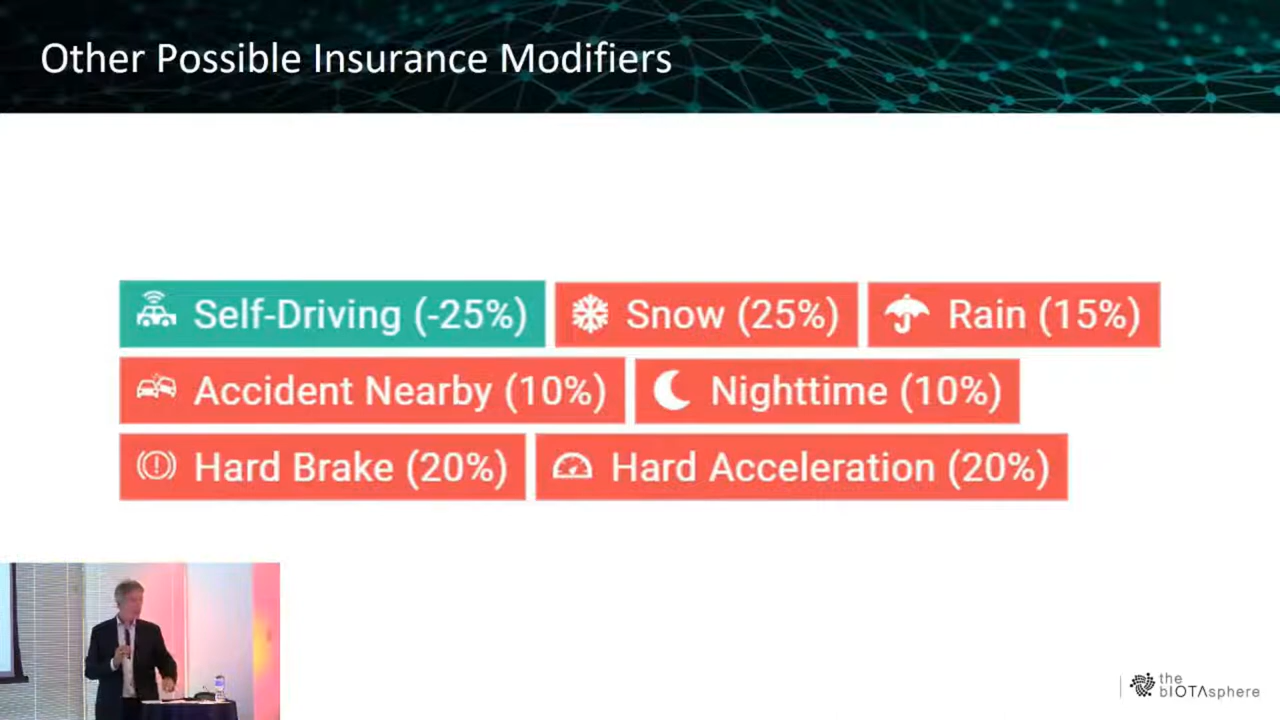 Other Possible Insurance Modifiers
Self-Driving (-25%) Snow (25%) Rain (15%)
Accident Nearby (10%) Nighttime (10%)
Hard Brake (20%) Hard Acceleration (20%)
the
bIOTAsphere